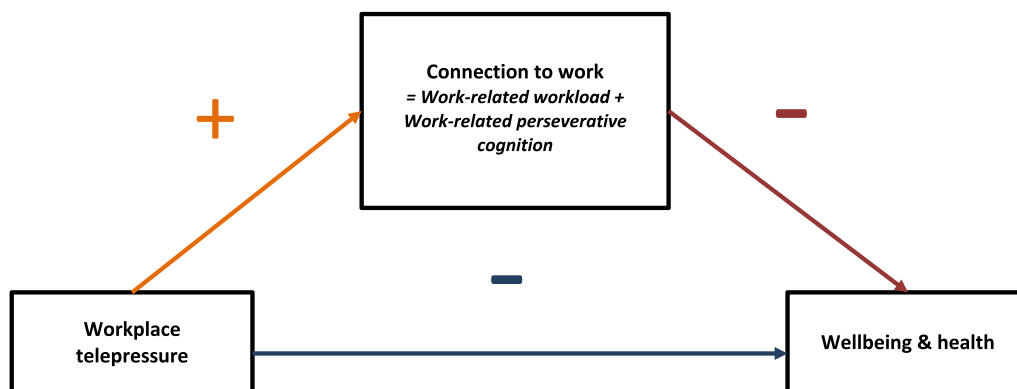 Connection to work
= Work-related workload +
Work-related perseverative
cognition
+
−
−
Workplace
telepressure
Wellbeing & health